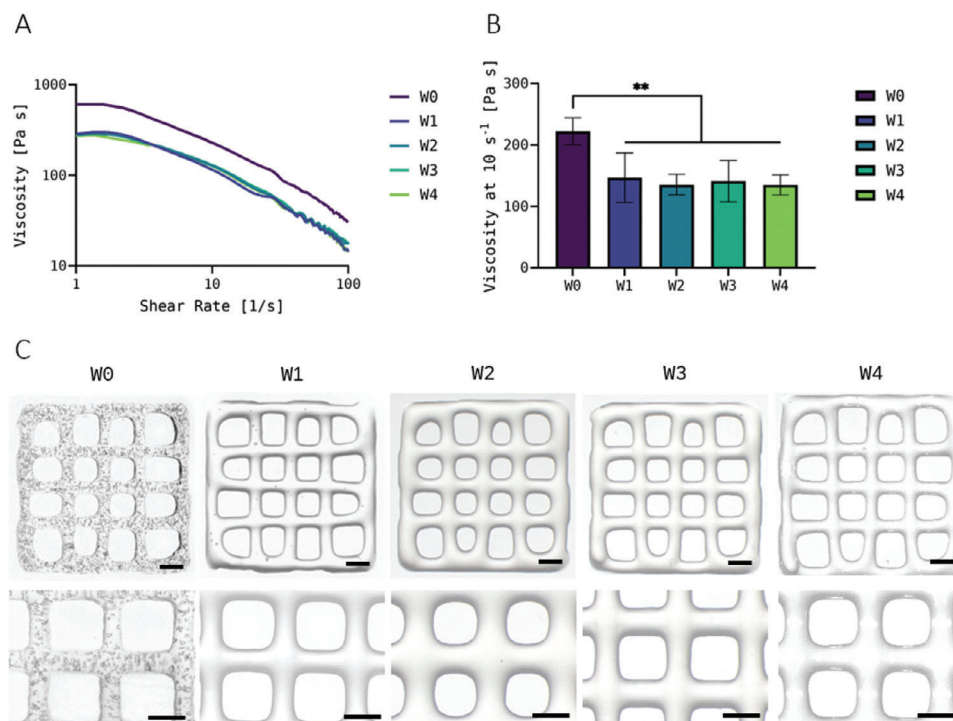 A
1000
100
10
1
10
100
Viscosity [Pa s]
Shear Rate [1/s]
W0
W1
W2
W3
W4
B
300
200
100
0
Viscosity at 10 s⁻¹ [Pa s]
**
W0
W1
W2
W3
W4
W0
W1
W2
W3
W4
C
W0 W1 W2 W3 W4